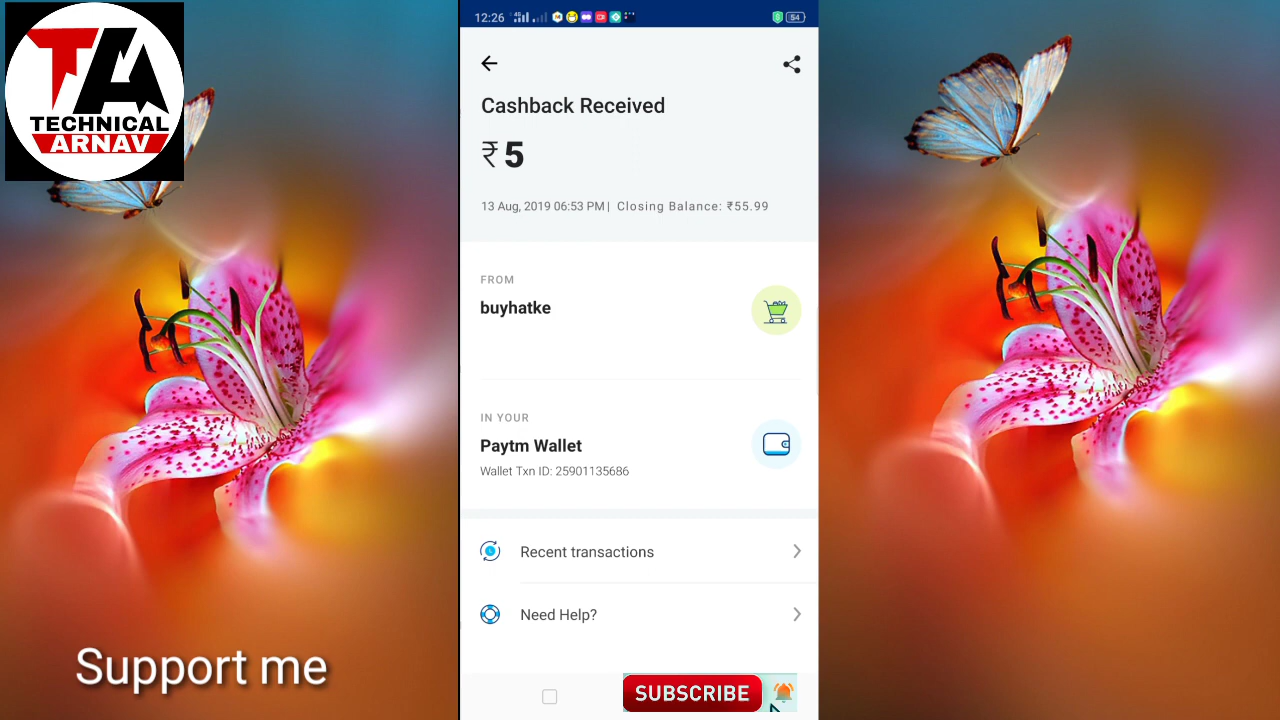 TA
TECHNICAL
ARNAV
12:26
54
Cashback Received
₹5
13 Aug, 2019 06:53 PM| Closing Balance: ₹55.99
FROM
buyhatke
IN YOUR
Paytm Wallet
Wallet Txn ID: 25901135686
Recent transactions
Need Help?
Support me
SUBSCRIBE